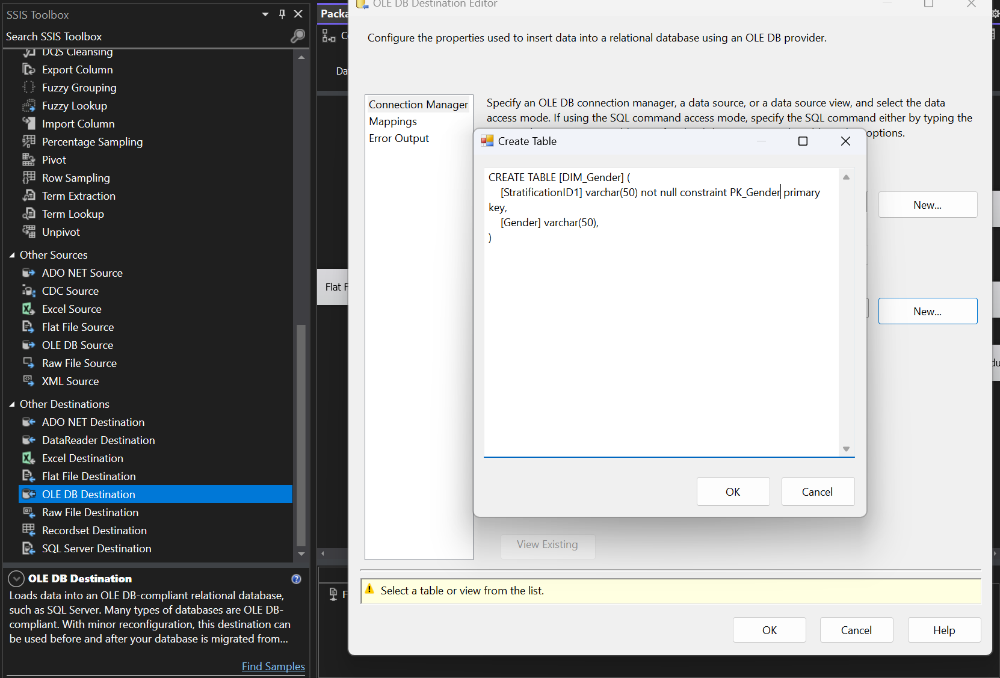 SSIS Toolbox
Search SSIS Toolbox
DQS Cleansing
Export Column
Fuzzy Grouping
Fuzzy Lookup
Import Column
Percentage Sampling
Pivot
Row Sampling
Term Extraction
Term Lookup
Unpivot
Other Sources
ADO NET Source
CDC Source
Excel Source
Flat File Source
OLE DB Source
Raw File Source
XML Source
Other Destinations
ADO NET Destination
DataReader Destination
Excel Destination
Flat File Destination
OLE DB Destination
Raw File Destination
Recordset Destination
SQL Server Destination
OLE DB Destination
Loads data into an OLE DB-compliant relational database,
such as SQL Server. Many types of databases are OLE DB-
compliant. With minor reconfiguration, this destination can
be used before and after your database is migrated from...
Find Samples
Packa
Da
Flat F
OLE DB Destination Editor
Configure the properties used to insert data into a relational database using an OLE DB provider.
Connection Manager
Mappings
Error Output
Specify an OLE DB connection manager, a data source, or a data source view, and select the data
access mode. If using the SQL command access mode, specify the SQL command either by typing the
options.
Create Table
CREATE TABLE [DIM_Gender] (
[StratificationID1] varchar(50) not null constraint PK_Gender primary
key,
[Gender] varchar(50),
)
OK
Cancel
New...
New...
View Existing
Select a table or view from the list.
OK
Cancel
Help